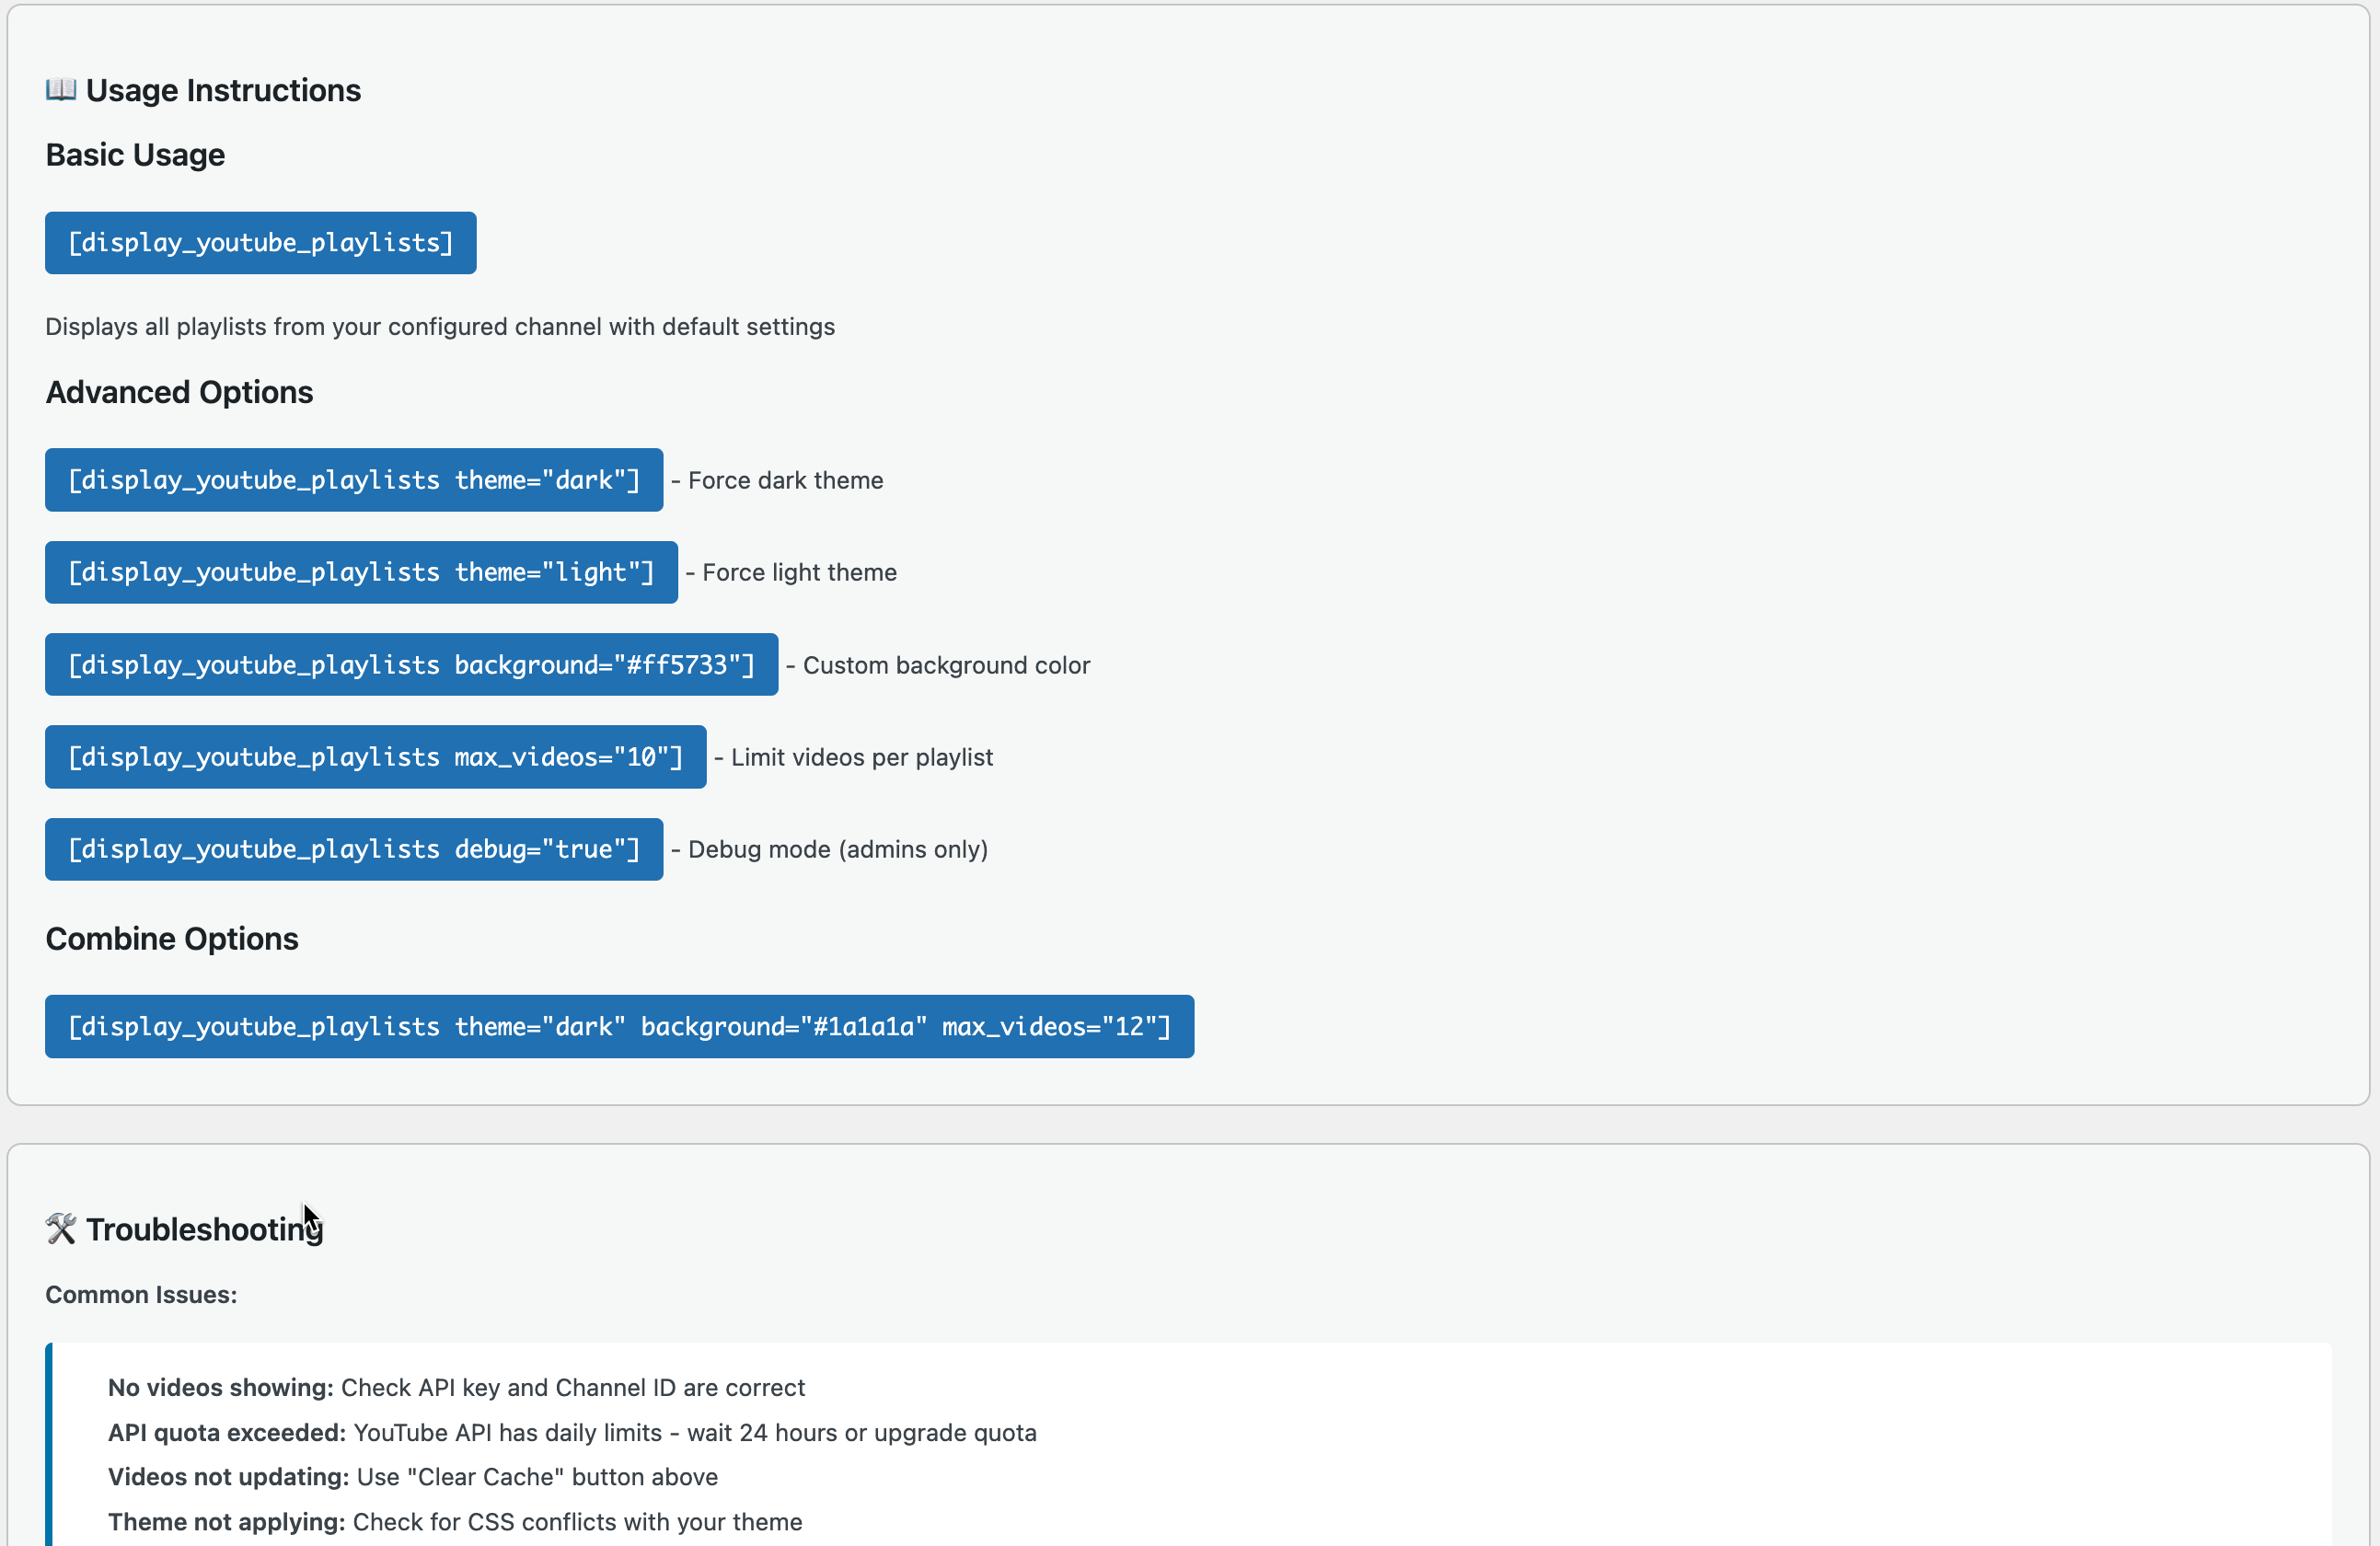 📖 Usage Instructions
Basic Usage
[display_youtube_playlists]
Displays all playlists from your configured channel with default settings
Advanced Options
[display_youtube_playlists theme="dark"] - Force dark theme
[display_youtube_playlists theme="light"] - Force light theme
[display_youtube_playlists background="#ff5733"] - Custom background color
[display_youtube_playlists max_videos="10"] - Limit videos per playlist
[display_youtube_playlists debug="true"] - Debug mode (admins only)
Combine Options
[display_youtube_playlists theme="dark" background="#1a1a1a" max_videos="12"]
🛠 Troubleshooting
Common Issues:
No videos showing: Check API key and Channel ID are correct
API quota exceeded: YouTube API has daily limits - wait 24 hours or upgrade quota
Videos not updating: Use "Clear Cache" button above
Theme not applying: Check for CSS conflicts with your theme